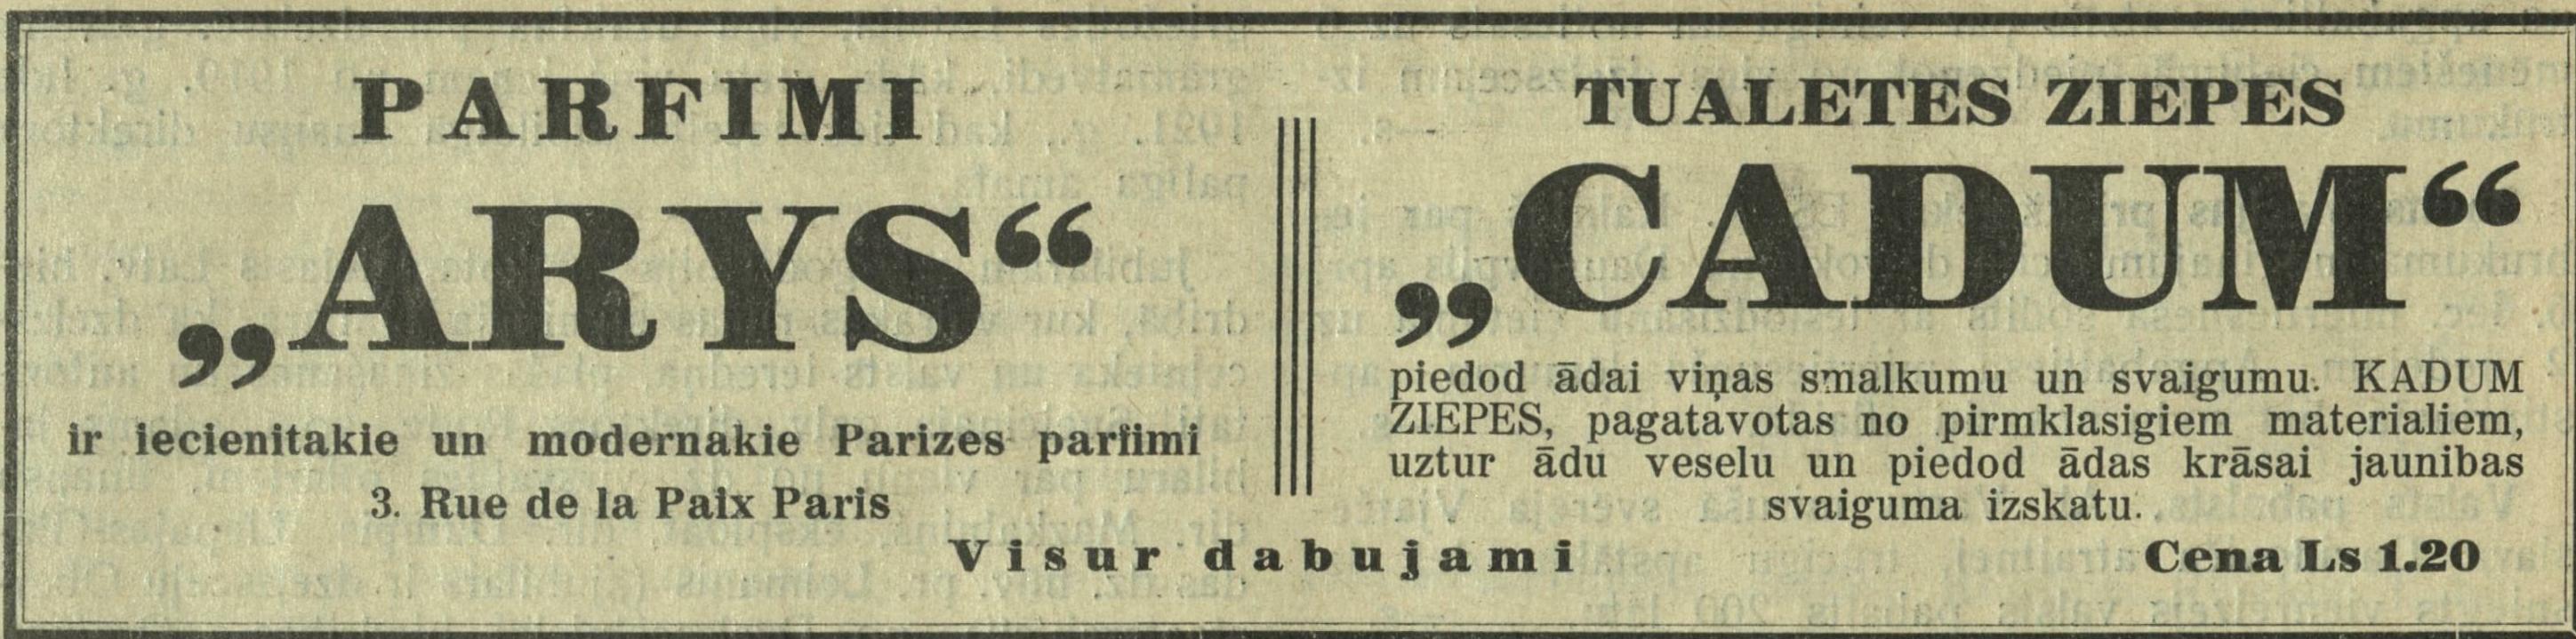 PARFIMI
„ARYS“
ir iecienitakie un modernakie Parizes parfimi
3. Rue de la Paix Paris
TUALETES ZIEPES
„CADUM“
piedod ādai viņas smalkumu un svaigumu. KADUM
ZIEPES, pagatavotas no pirmklasigiem materialiem,
uztur ādu veselu un piedod ādas krāsai jaunibas
svaiguma izskatu.
Visur dabujami
Cena Ls 1.20